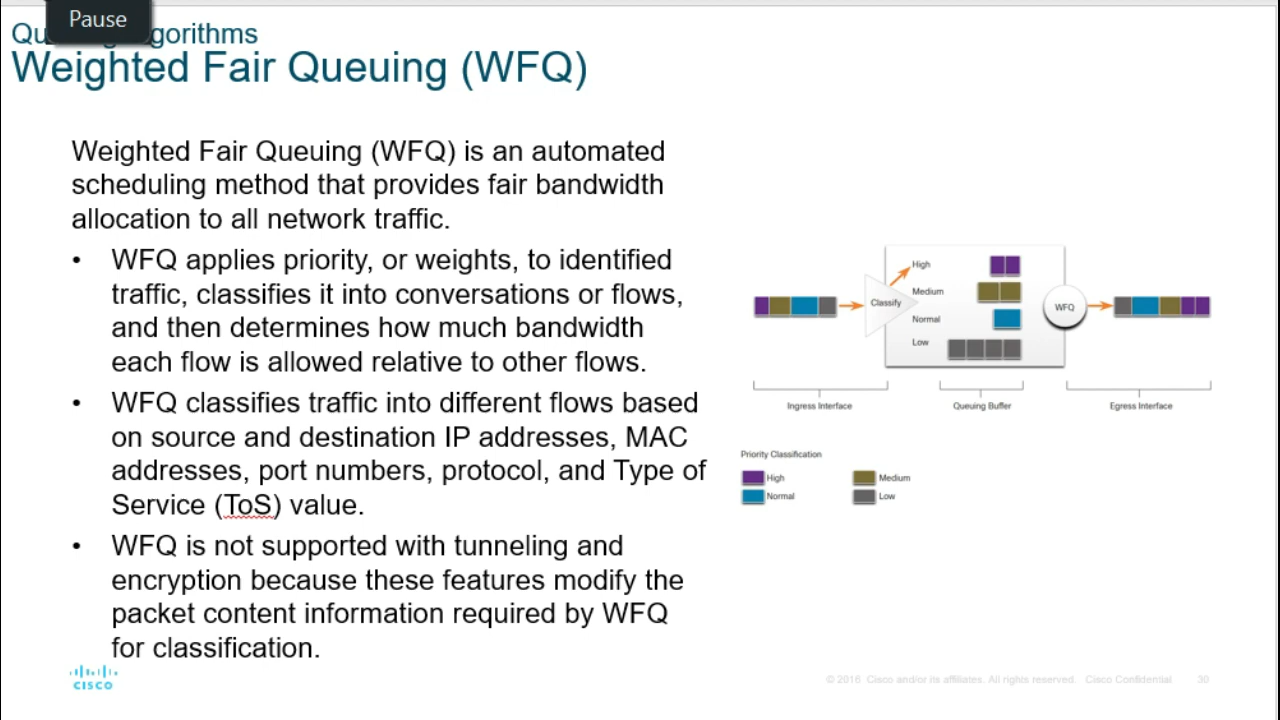 Pause
Weighted Fair Queuing (WFQ)
Weighted Fair Queuing (WFQ) is an automated
scheduling method that provides fair bandwidth
allocation to all network traffic.
• WFQ applies priority, or weights, to identified
traffic, classifies it into conversations or flows,
and then determines how much bandwidth
each flow is allowed relative to other flows.
• WFQ classifies traffic into different flows based
on source and destination IP addresses, MAC
addresses, port numbers, protocol, and Type of
Service (ToS) value.
• WFQ is not supported with tunneling and
encryption because these features modify the
packet content information required by WFQ
for classification.
High
Medium
Classify
WFQ
Normal
Low
Ingress Interface
Queuing Buffer
Egress Interface
Priority Classification
High
Medium
Normal
Low
CISCO
© 2016 Cisco and/or its affiliates. All rights reserved. Cisco Confidential
30